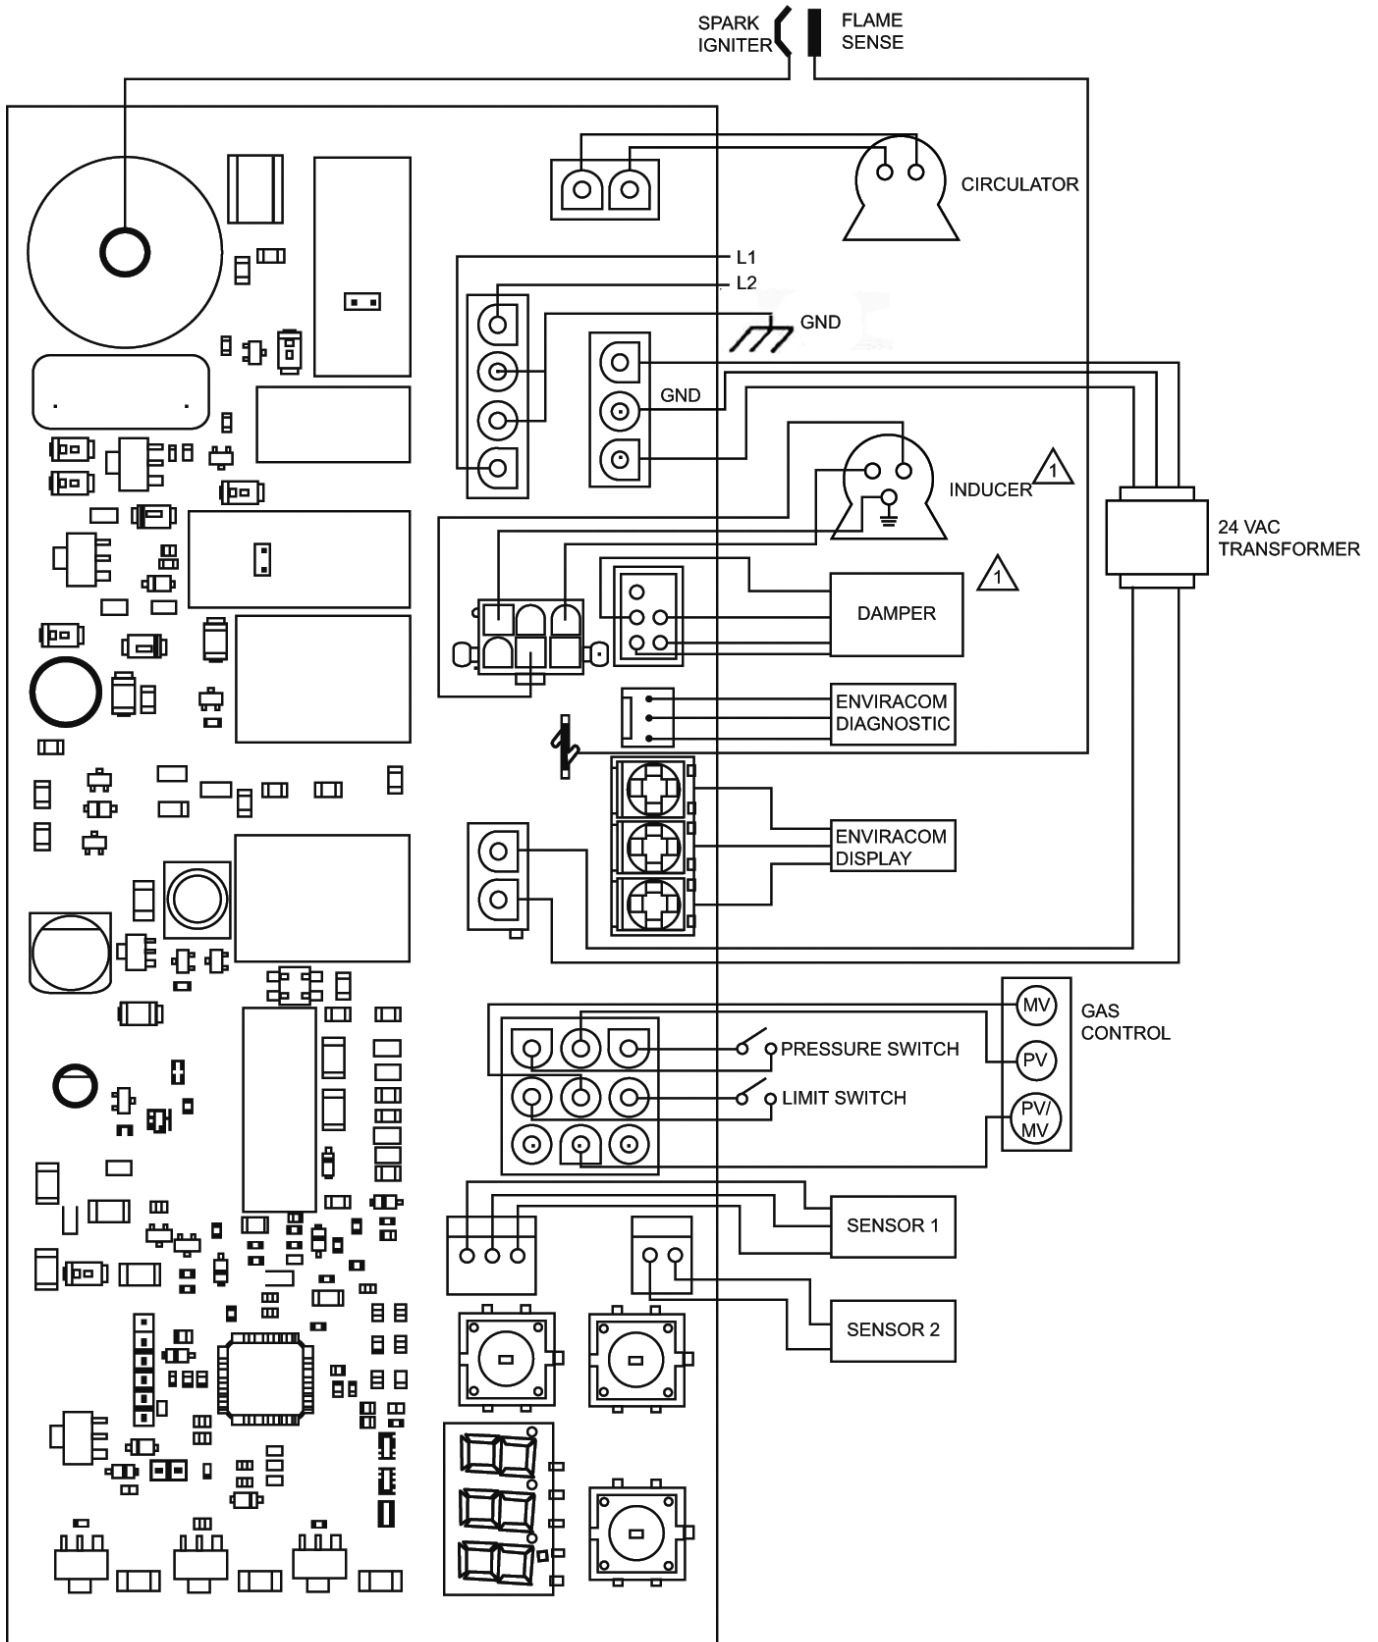 SPARK
IGNITER
FLAME
SENSE
CIRCULATOR
L1
L2
GND
GND
INDUCER
1
24 VAC
TRANSFORMER
1
DAMPER
ENVIRACOM
DIAGNOSTIC
ENVIRACOM
DISPLAY
MV
GAS
CONTROL
PRESSURE SWITCH
PV
LIMIT SWITCH
PV/
MV
SENSOR 1
SENSOR 2